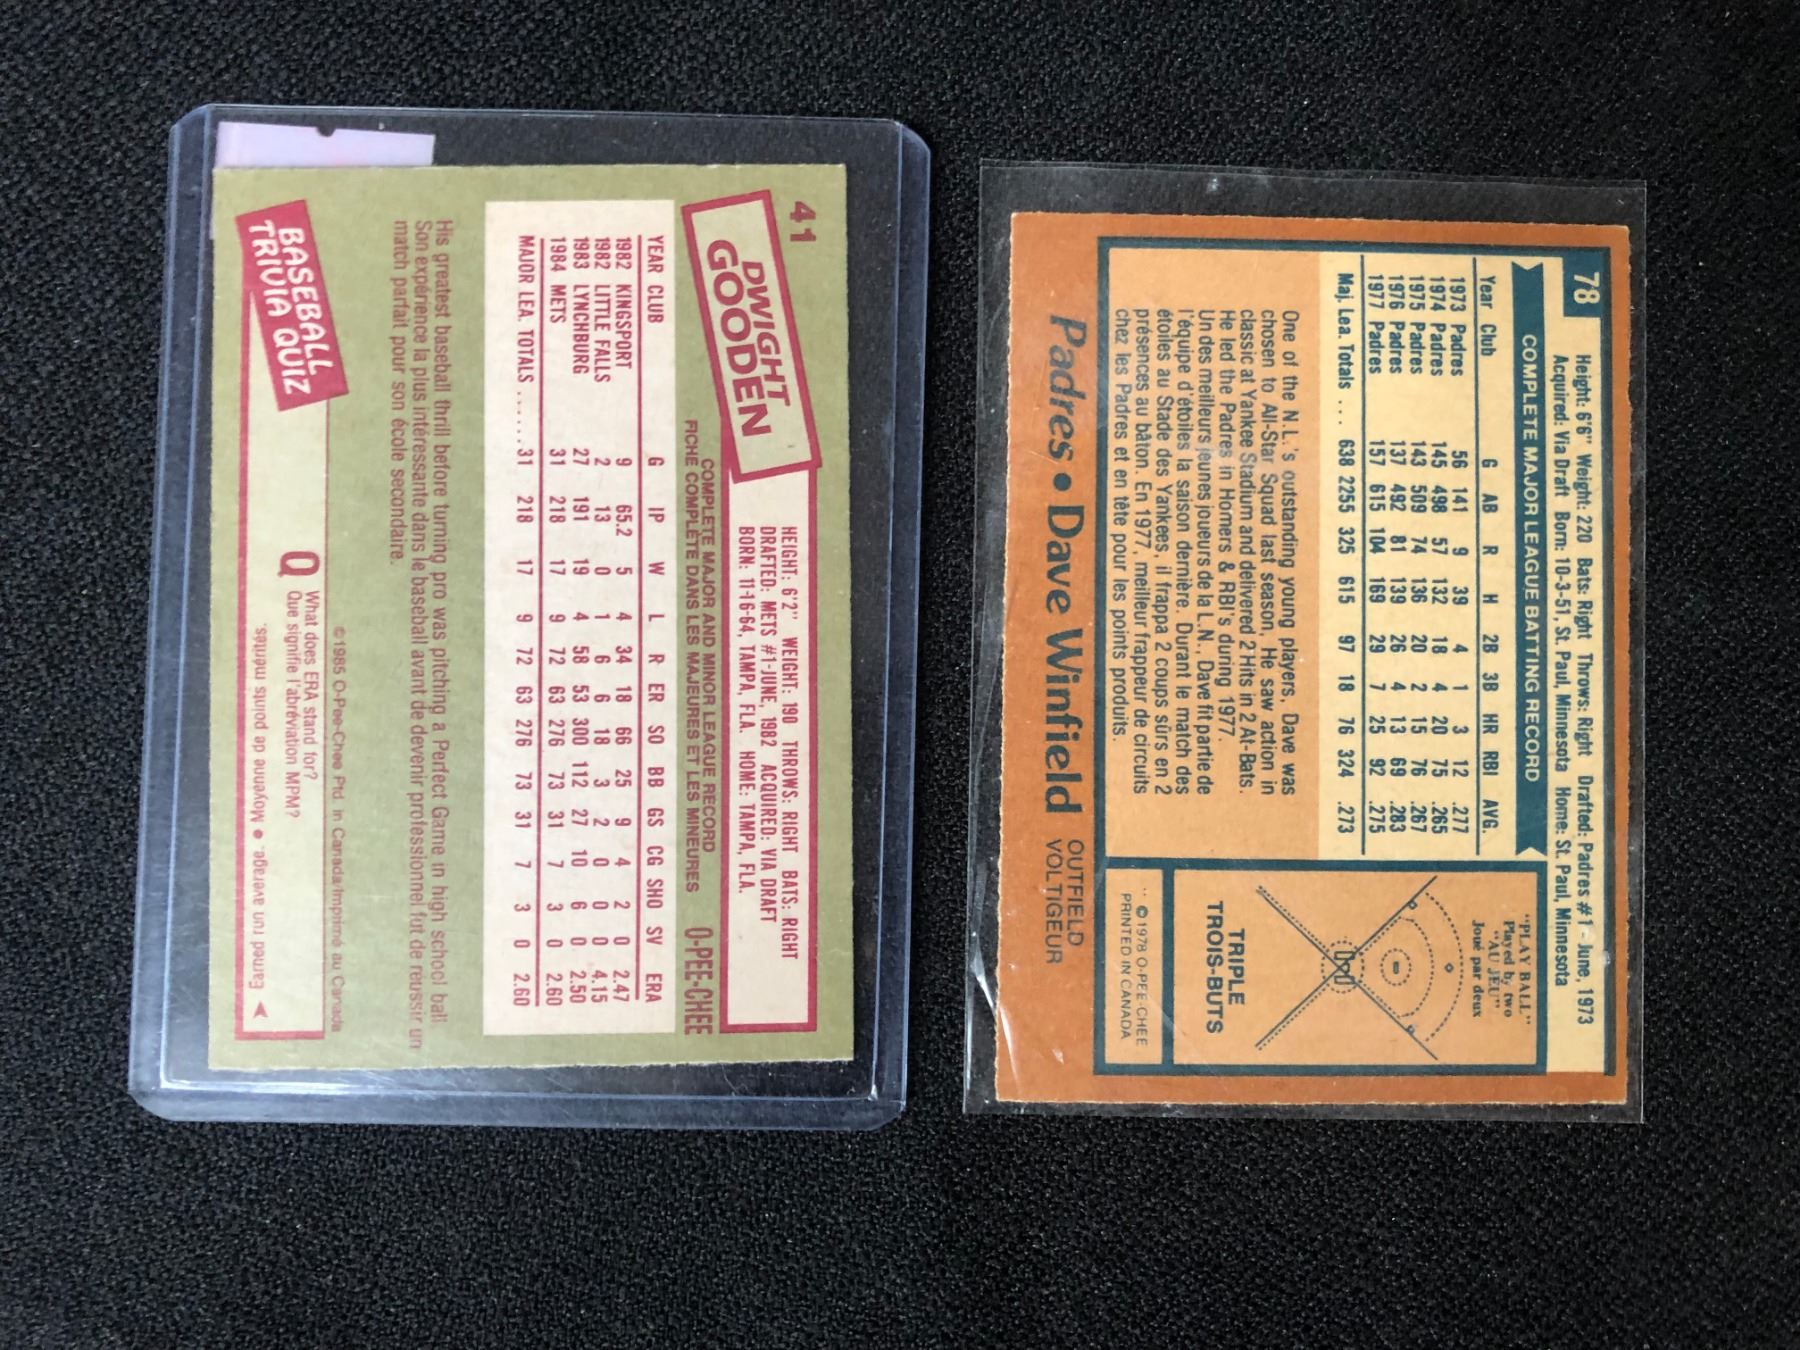 41
DWIGHT
GOODEN
HEIGHT: 6'2" WEIGHT: 190 THROWS: RIGHT BATS: RIGHT
DRAFTED: METS #1-JUNE, 1982 ACQUIRED: VIA DRAFT
BORN: 11-16-64, TAMPA, FLA. HOME: TAMPA, FLA.
COMPLETE MAJOR AND MINOR LEAGUE RECORD
FICHE COMPLÈTE DANS LES MAJEURES ET LES MINEURES
O-PEE-CHEE
YEAR CLUB G IP W L R ER SO BB GS CG SHO SV ERA
1982 KINGSPORT 9 65.2 5 4 34 18 66 25 9 4 2 0 2.47
1982 LITTLE FALLS 2 13 0 1 6 6 18 3 2 0 0 0 4.15
1983 LYNCHBURG 27 191 19 4 58 53 300 112 27 10 6 0 2.50
1984 METS 31 218 17 9 72 63 276 73 31 7 3 0 2.60
MAJOR LEA. TOTALS ......31 218 17 9 72 63 276 73 31 7 3 0 2.60
His greatest baseball thrill before turning pro was pitching a Perfect Game in high school ball
Son expérience la plus intéressante dans le baseball avant de devenir professionnel fut de réussir un
match parfait pour son école secondaire.
©1985 O-Pee-Chee Ptd. in Canada/Imprimé au Canada
BASEBALL
TRIVIA QUIZ
Q What does ERA stand for?
Que signifie l'abréviation MPM?
Earned run average. • Moyenne de points mérités.
78
Height: 6'6" Weight: 220 Bats: Right Throws: Right Drafted: Padres #1 - June, 1973
Acquired: Via Draft Born: 10-3-51, St. Paul, Minnesota Home: St. Paul, Minnesota
COMPLETE MAJOR LEAGUE BATTING RECORD
Year Club G AB R H 2B 3B HR RBI AVG.
1973 Padres 56 141 9 39 4 1 3 12 .277
1974 Padres 145 498 57 132 18 4 20 75 .265
1975 Padres 143 509 74 136 20 2 15 76 .267
1976 Padres 137 492 81 139 26 4 13 69 .283
1977 Padres 157 615 104 169 29 7 25 92 .275
Maj. Lea. Totals .... 638 2255 325 615 97 18 76 324 .273
One of the N.L.'s outstanding young players, Dave was
chosen to All-Star Squad last season. He saw action in
classic at Yankee Stadium and delivered 2 Hits in 2 At-Bats.
He led the Padres in Homers & RBI's during 1977.
Un des meilleurs jeunes joueurs de la L.N., Dave fit partie de
l'équipe d'étoiles la saison dernière. Durant le match des
étoiles au Stade des Yankees, il frappa 2 coups sûrs en 2
présences au bâton. En 1977, meilleur frappeur de circuits
chez les Padres et en tête pour les points produits.
Padres • Dave Winfield
OUTFIELD
VOLTIGEUR
"PLAY BALL"
Played by two
"AU JEU"
Joué par deux
TRIPLE
TROIS-BUTS
© 1978 O-PEE-CHEE
PRINTED IN CANADA